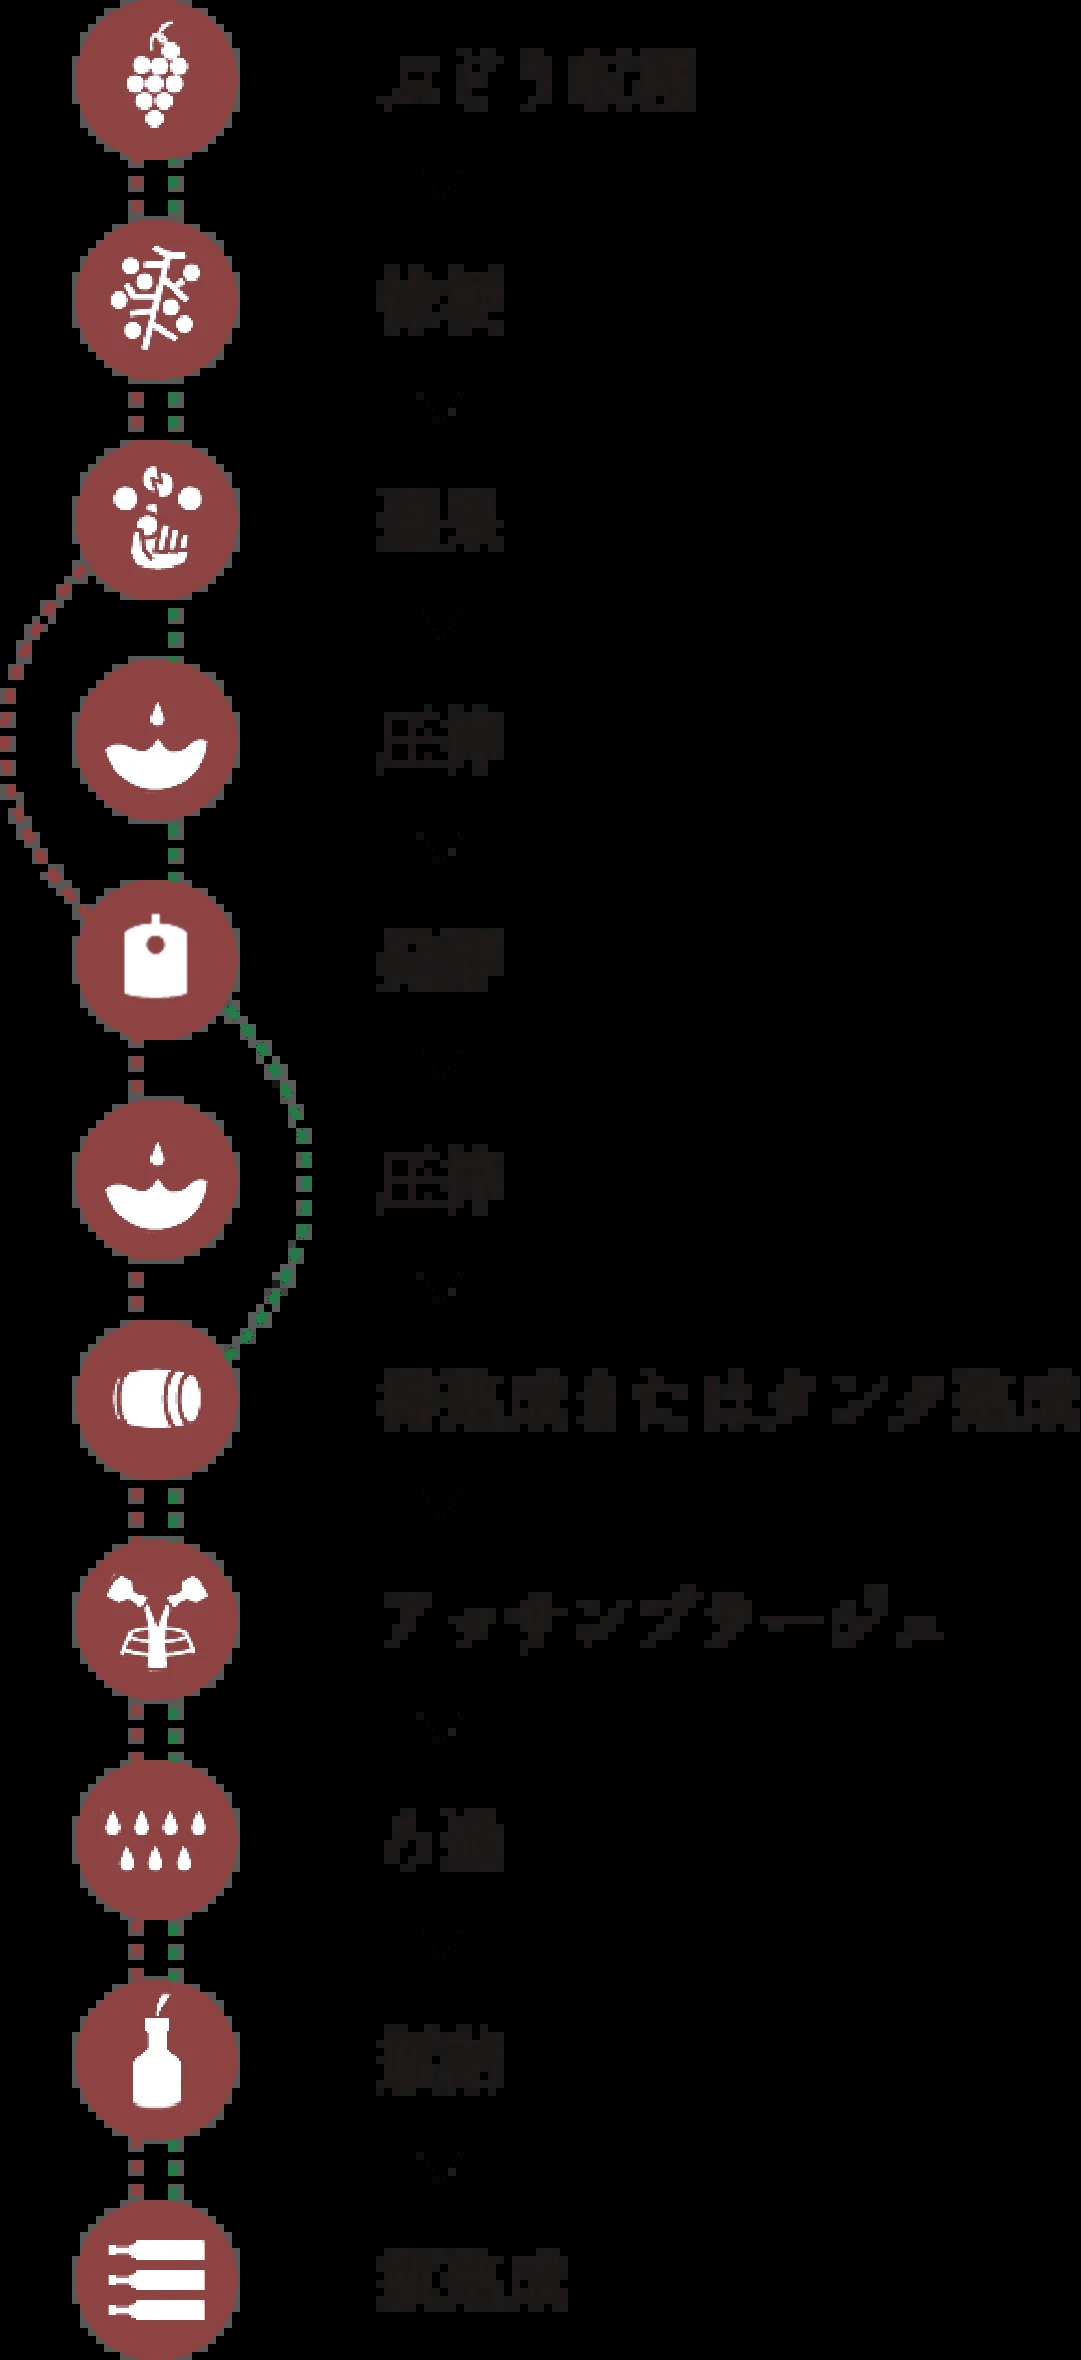 ぶどう収穫
除梗
選果
圧搾
発酵
圧搾
樽熟成またはタンク熟成
アッサンブラージュ
ろ過
瓶詰
瓶熟成